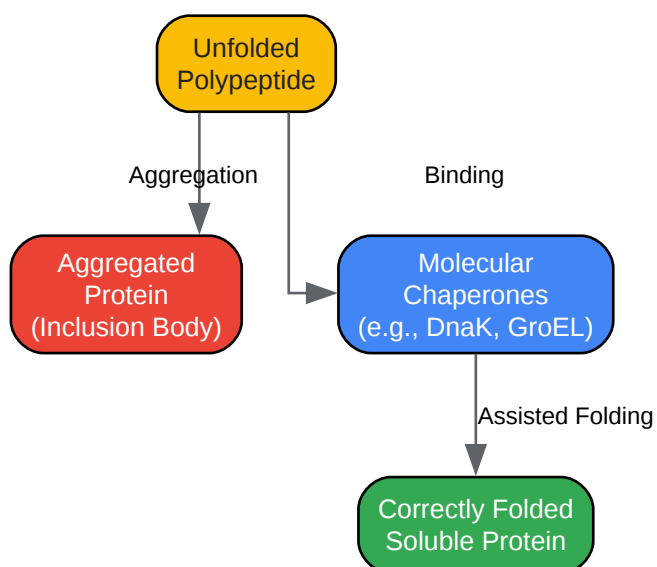 Unfolded
Polypeptide
Aggregation
Binding
Aggregated
Protein
(Inclusion Body)
Molecular
Chaperones
(e.g., DnaK, GroEL)
Assisted Folding
Correctly Folded
Soluble Protein